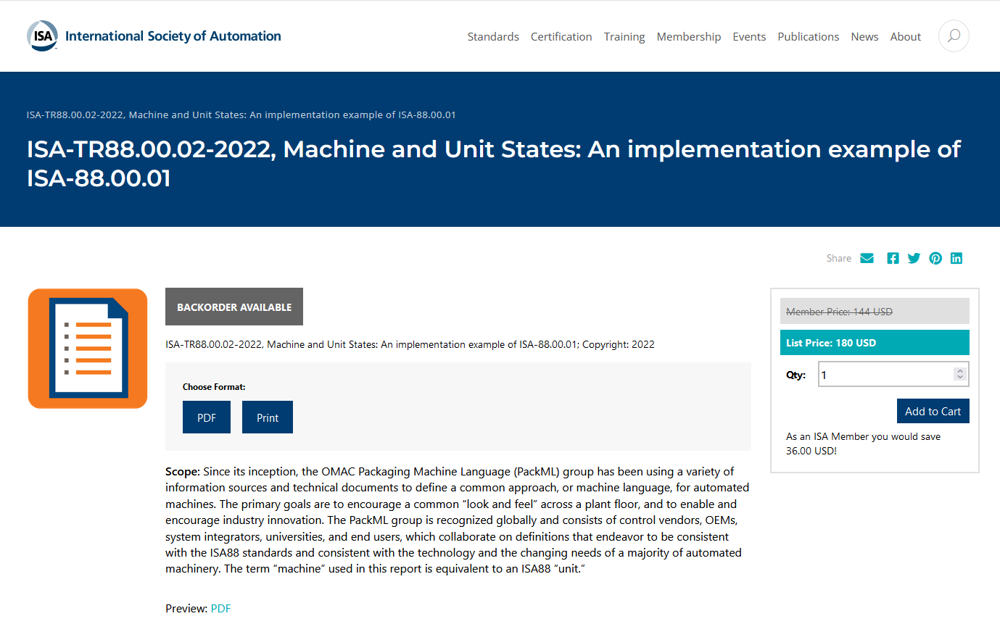 ISA International Society of Automation
Standards Certification Training Membership Events Publications News About
ISA-TR88.00.02-2022, Machine and Unit States: An implementation example of ISA-88.00.01
ISA-TR88.00.02-2022, Machine and Unit States: An implementation example of
ISA-88.00.01
Share
BACKORDER AVAILABLE
ISA-TR88.00.02-2022, Machine and Unit States: An implementation example of ISA-88.00.01; Copyright: 2022
Choose Format:
PDF Print
Scope: Since its inception, the OMAC Packaging Machine Language (PackML) group has been using a variety of
information sources and technical documents to define a common approach, or machine language, for automated
machines. The primary goals are to encourage a common “look and feel” across a plant floor, and to enable and
encourage industry innovation. The PackML group is recognized globally and consists of control vendors, OEMs,
system integrators, universities, and end users, which collaborate on definitions that endeavor to be consistent
with the ISA88 standards and consistent with the technology and the changing needs of a majority of automated
machinery. The term “machine” used in this report is equivalent to an ISA88 “unit.”
Preview: PDF
Member Price: 144 USD
List Price: 180 USD
Qty: 1
Add to Cart
As an ISA Member you would save
36.00 USD!